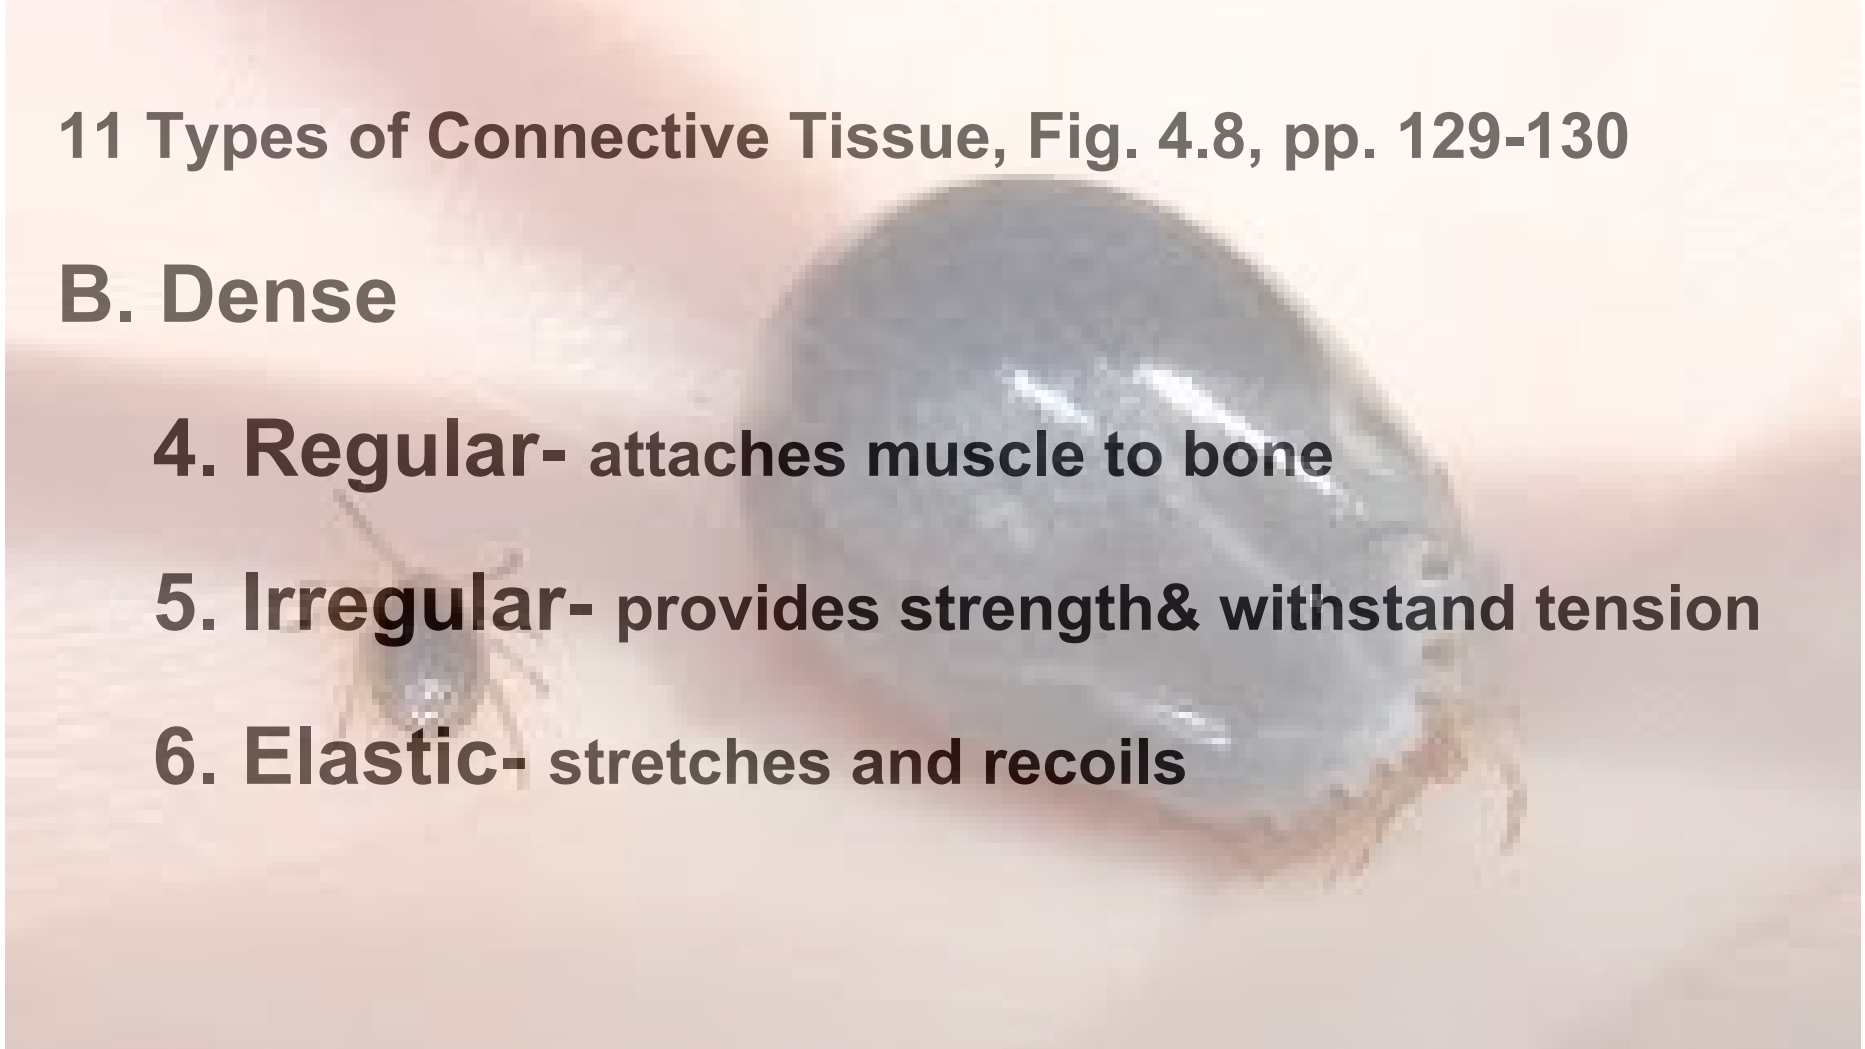 11 Types of Connective Tissue, Fig. 4.8, pp. 129-130
B. Dense
4. Regular- attaches muscle to bone
5. Irregular- provides strength& withstand tension
6. Elastic- stretches and recoils